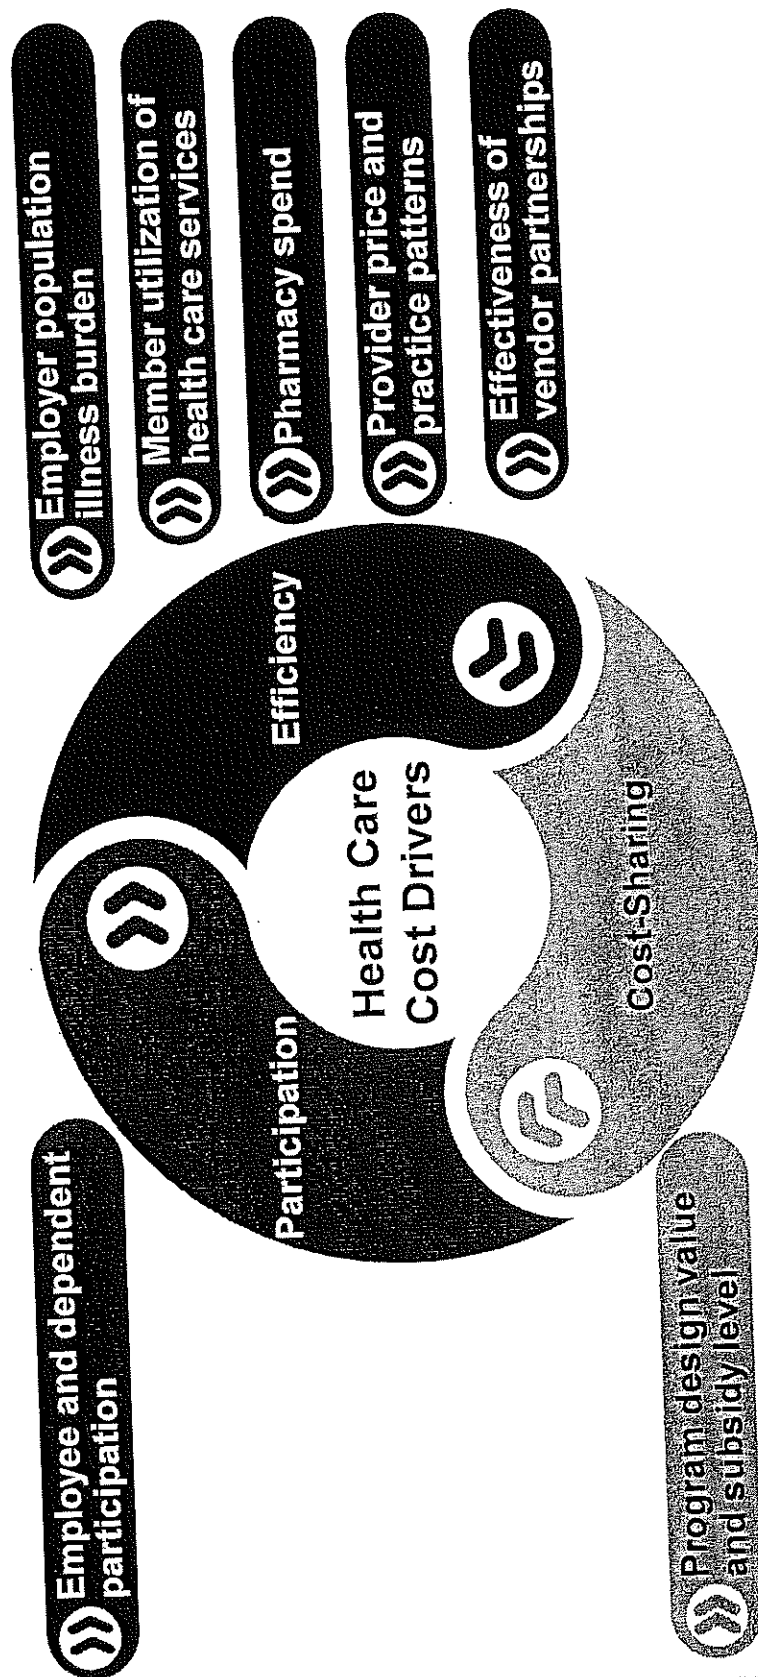 Employee and dependent
participation
Participation
Health Care
Cost Drivers
Efficiency
Cost-Sharing
Program design value
and subsidy level
Employer population
illness burden
Member utilization of
health care services
Pharmacy spend
Provider price and
practice patterns
Effectiveness of
vendor partnerships